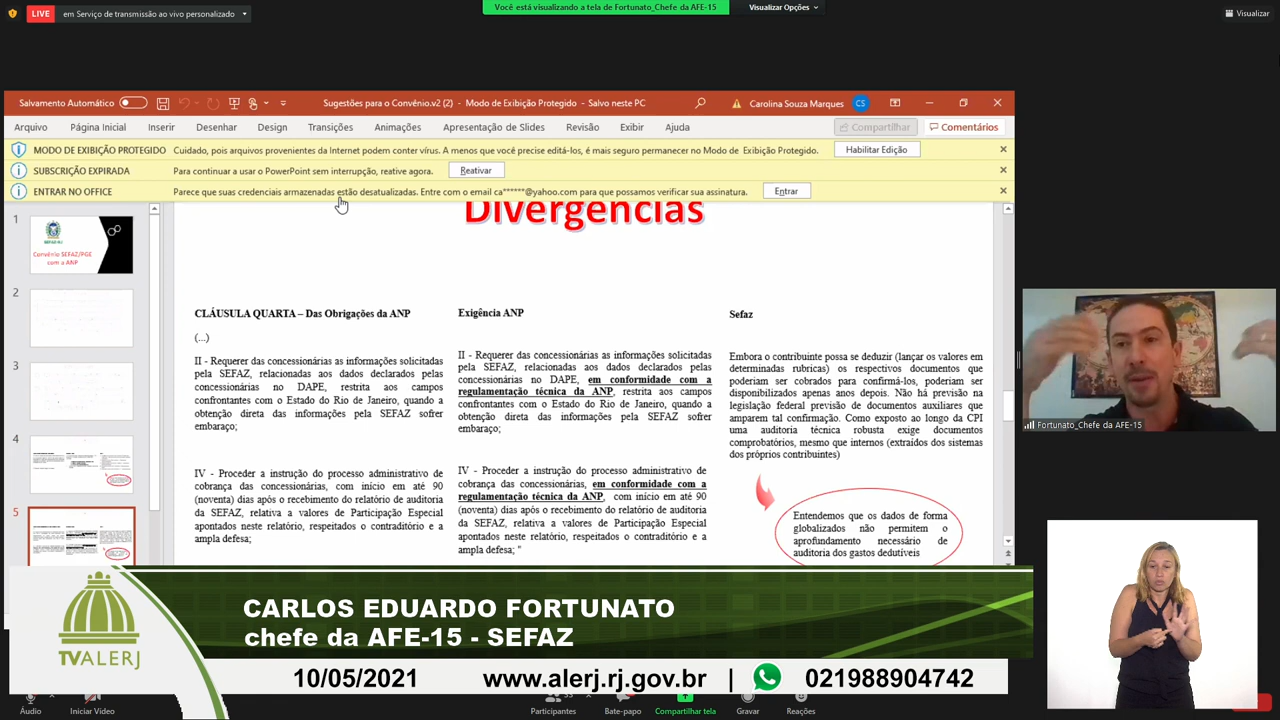 LIVE
em Serviço de transmissão ao vivo personalizado
Você está visualizando a tela de Fortunato_Chefe da AFE-15
Visualizar Opções
Visualizar
Salvamento Automático
Sugestões para o Convênio.v2 (2) - Modo de Exibição Protegido - Salvo neste PC
Carolina Souza Marques
CS
Arquivo
Página Inicial
Inserir
Desenhar
Design
Transições
Animações
Apresentação de Slides
Revisão
Exibir
Ajuda
Compartilhar
Comentários
MODO DE EXIBIÇÃO PROTEGIDO
Cuidado, pois arquivos provenientes da Internet podem conter vírus. A menos que você precise editá-los, é mais seguro permanecer no Modo de Exibição Protegido.
Habilitar Edição
SUBSCRIÇÃO EXPIRADA
Para continuar a usar o PowerPoint sem interrupção, reative agora.
Reativar
ENTRAR NO OFFICE
Parece que suas credenciais armazenadas estão desatualizadas. Entre com o email ca******@yahoo.com para que possamos verificar sua assinatura.
Entrar
1
SEFAZ-RJ
Convênio SEFAZ/PGE
com a ANP
2
3
4
5
Divergências
CLÁUSULA QUARTA – Das Obrigações da ANP
(...)
II - Requerer das concessionárias as informações solicitadas
pela SEFAZ, relacionadas aos dados declarados pelas
concessionárias no DAPE, restrita aos campos
confrontantes com o Estado do Rio de Janeiro, quando a
obtenção direta das informações pela SEFAZ sofrer
embaraço;
IV - Proceder a instrução do processo administrativo de
cobrança das concessionárias, com início em até 90
(noventa) dias após o recebimento do relatório de auditoria
da SEFAZ, relativa a valores de Participação Especial
apontados neste relatório, respeitados o contraditório e a
ampla defesa;
Exigência ANP
II - Requerer das concessionárias as informações solicitadas
pela SEFAZ, relacionadas aos dados declarados pelas
concessionárias no DAPE, em conformidade com a
regulamentação técnica da ANP, restrita aos campos
confrontantes com o Estado do Rio de Janeiro, quando a
obtenção direta das informações pela SEFAZ sofrer
embaraço;
IV - Proceder a instrução do processo administrativo de
cobrança das concessionárias, em conformidade com a
regulamentação técnica da ANP, com início em até 90
(noventa) dias após o recebimento do relatório de auditoria
da SEFAZ, relativa a valores de Participação Especial
apontados neste relatório, respeitados o contraditório e a
ampla defesa; "
Sefaz
Embora o contribuinte possa se deduzir (lançar os valores em
determinadas rubricas) os respectivos documentos que
poderiam ser cobrados para confirmá-los, poderiam ser
disponibilizados apenas anos depois. Não há previsão na
legislação federal previsão de documentos auxiliares que
amparem tal confirmação. Como exposto ao longo da CPI
uma auditoria técnica robusta exige documentos
comprobatórios, mesmo que internos (extraídos dos sistemas
dos próprios contribuintes)
Entendemos que os dados de forma
globalizados não permitem o
aprofundamento necessário de
auditoria dos gastos dedutíveis
Fortunato_Chefe da AFE-15
CARLOS EDUARDO FORTUNATO
chefe da AFE-15 - SEFAZ
TVALERJ
10/05/2021
www.alerj.rj.gov.br
|
021988904742
Áudio
Iniciar Vídeo
Participantes
Bate-papo
Compartilhar tela
Gravar
Reações